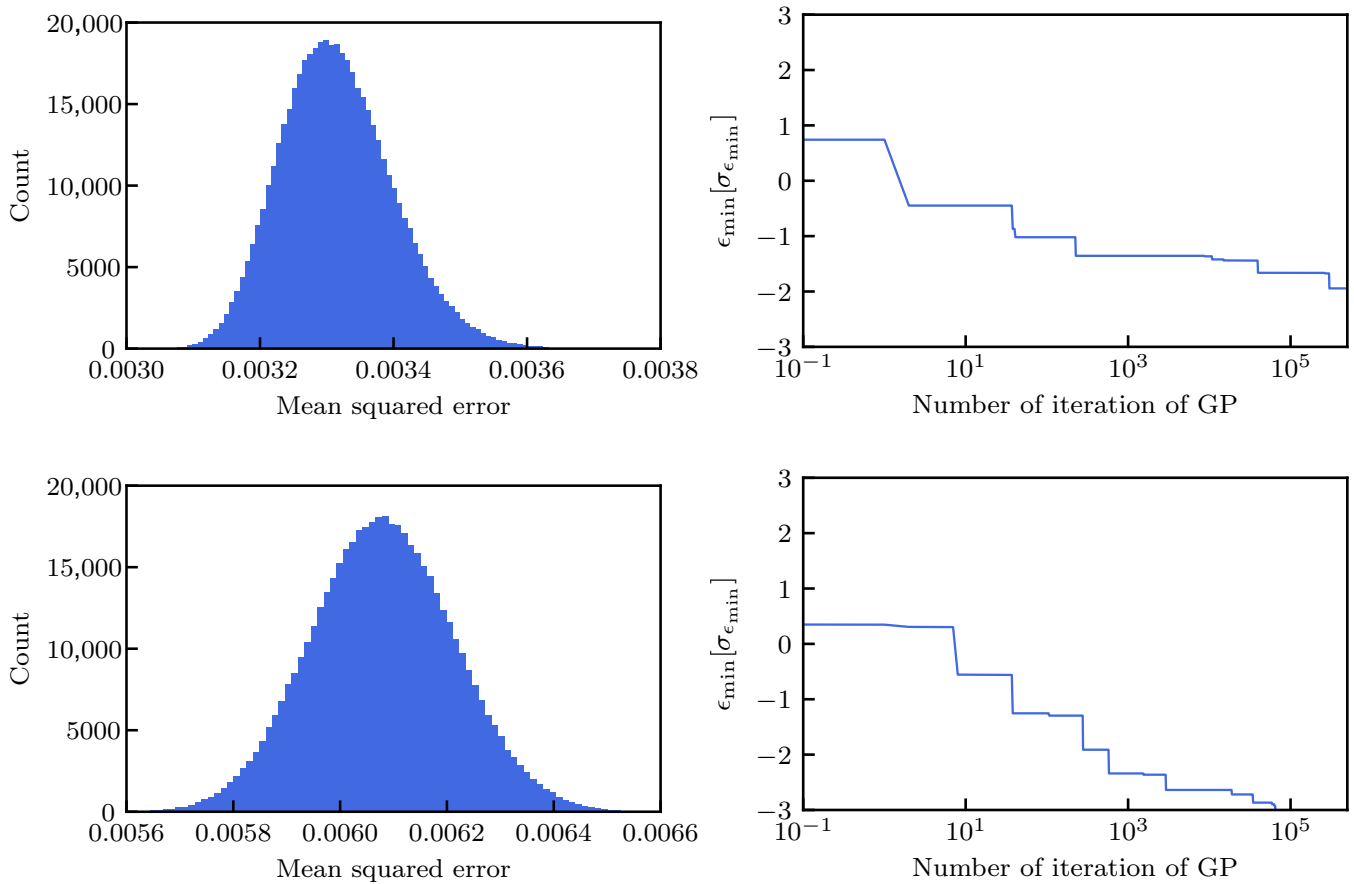 20,000
15,000
10,000
5000
0
Count
0.0030 0.0032 0.0034 0.0036 0.0038
Mean squared error
3
2
1
0
−1
−2
−3
ϵmin[σϵmin]
10⁻¹ 10¹ 10³ 10⁵
Number of iteration of GP
20,000
15,000
10,000
5000
0
Count
0.0056 0.0058 0.0060 0.0062 0.0064 0.0066
Mean squared error
3
2
1
0
−1
−2
−3
ϵmin[σϵmin]
10⁻¹ 10¹ 10³ 10⁵
Number of iteration of GP